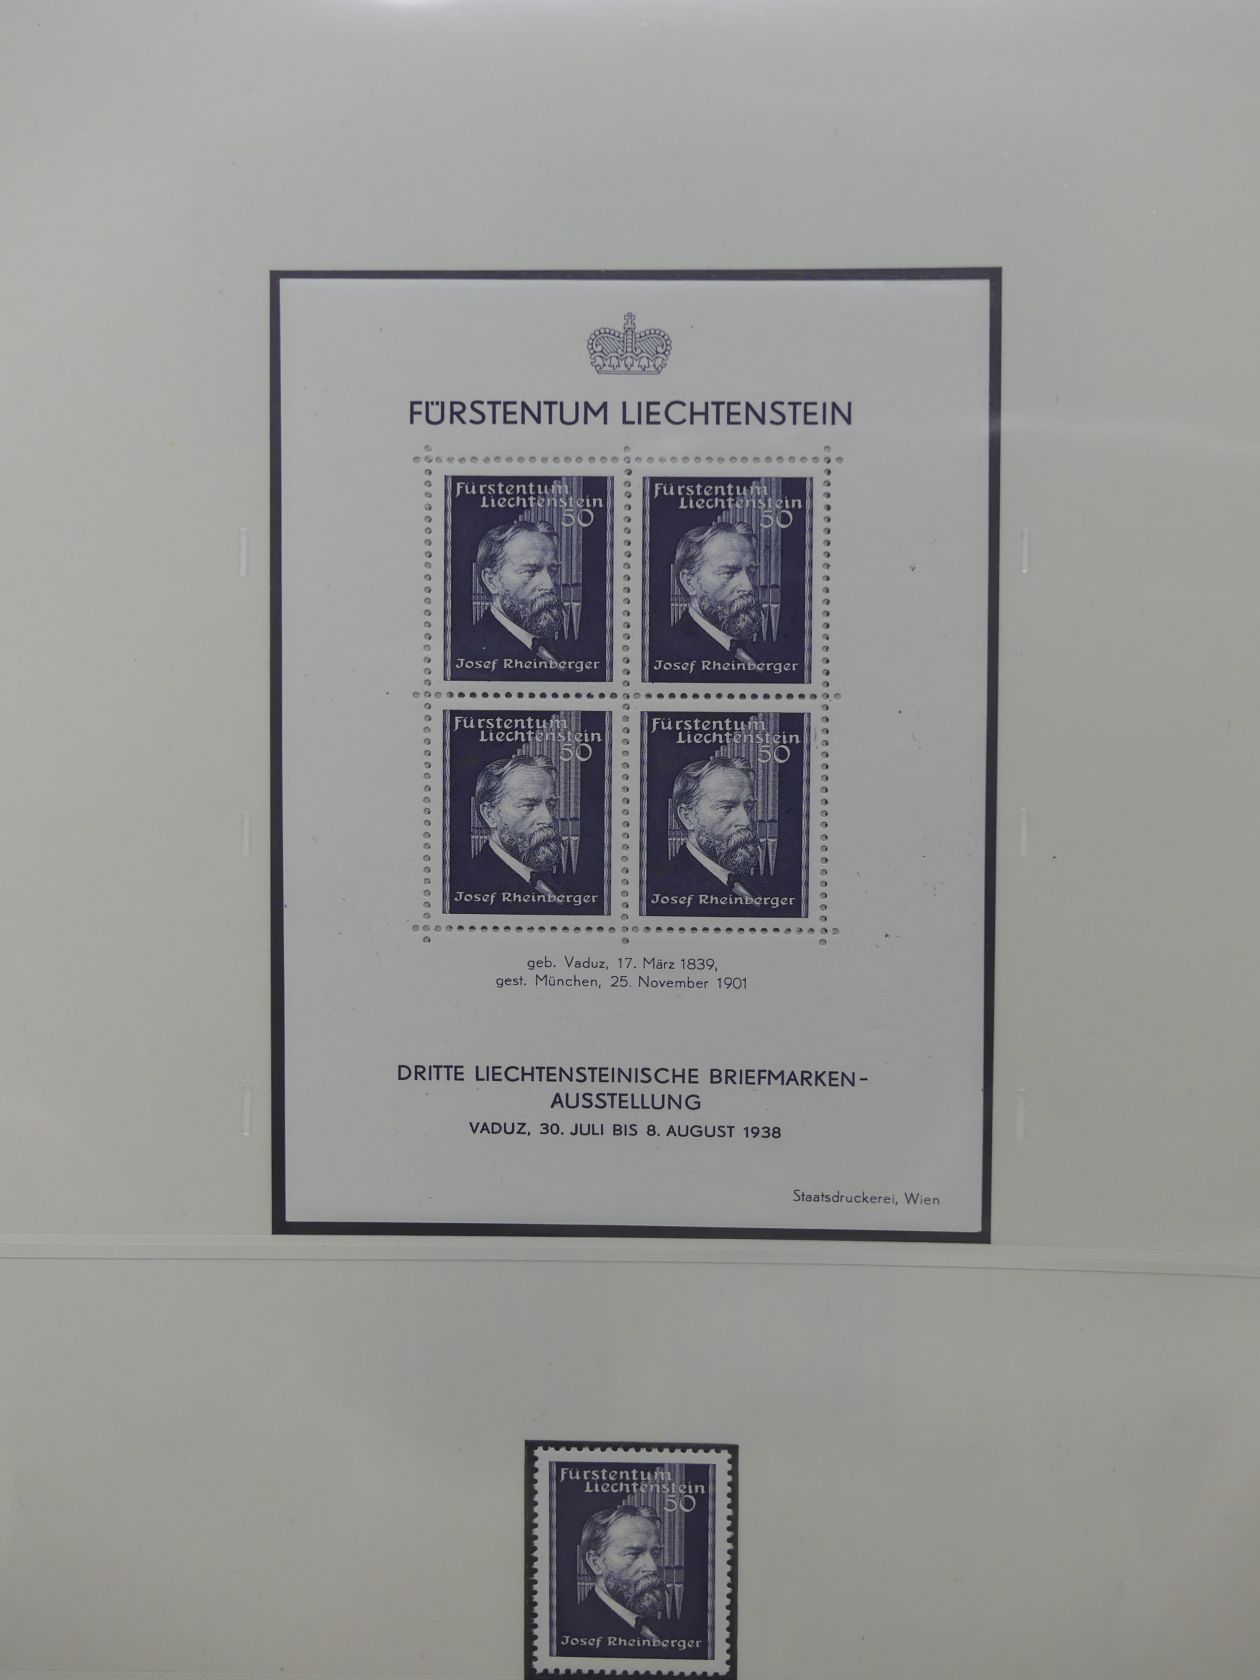 FÜRSTENTUM LIECHTENSTEIN
Fürstentum
Liechtenstein
50
Josef Rheinberger
Fürstentum
Liechtenstein
50
Josef Rheinberger
Fürstentum
Liechtenstein
50
Josef Rheinberger
Fürstentum
Liechtenstein
50
Josef Rheinberger
geb. Vaduz, 17. März 1839,
gest. München, 25. November 1901
DRITTE LIECHTENSTEINISCHE BRIEFMARKEN-
AUSSTELLUNG
VADUZ, 30. JULI BIS 8. AUGUST 1938
Staatsdruckerei, Wien
Fürstentum
Liechtenstein
50
Josef Rheinberger